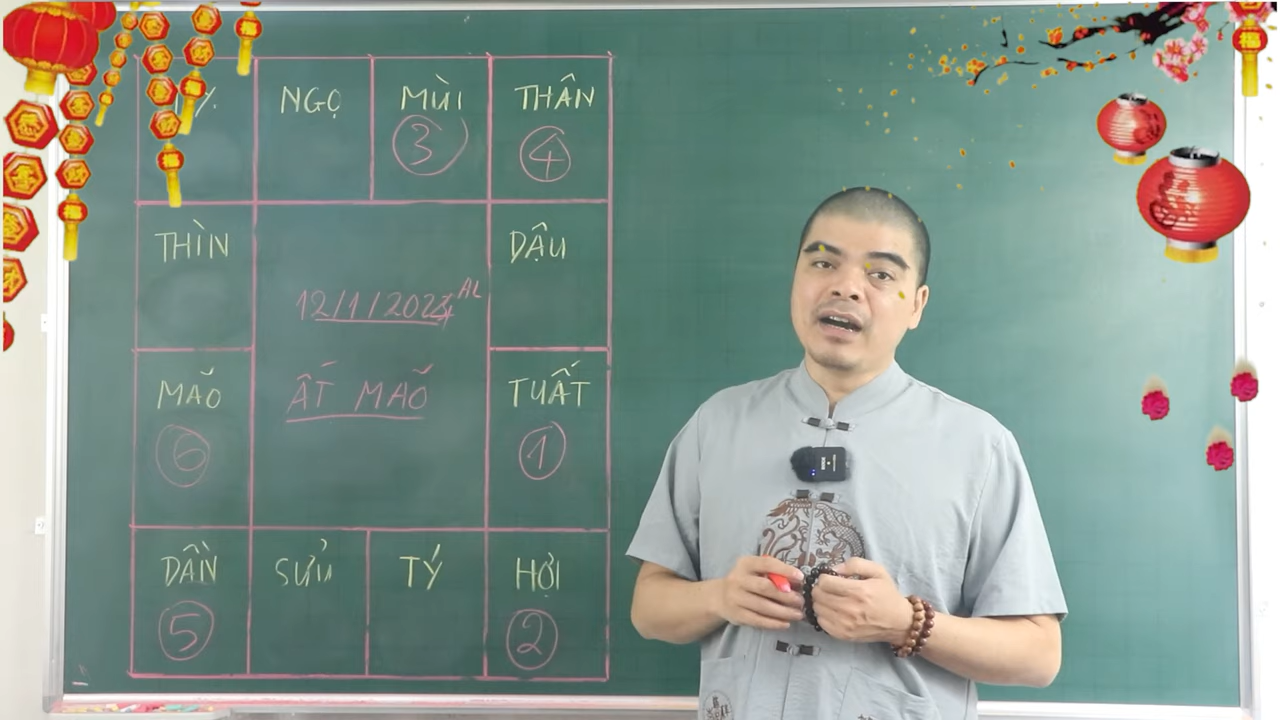 NGỌ
MÙI
THÂN
3
4
THÌN
DẬU
12/1/2024 AL
ẤT MÃO
MÃO
TUẤT
6
1
DẦN
SỬU
TÝ
HỢI
5
2